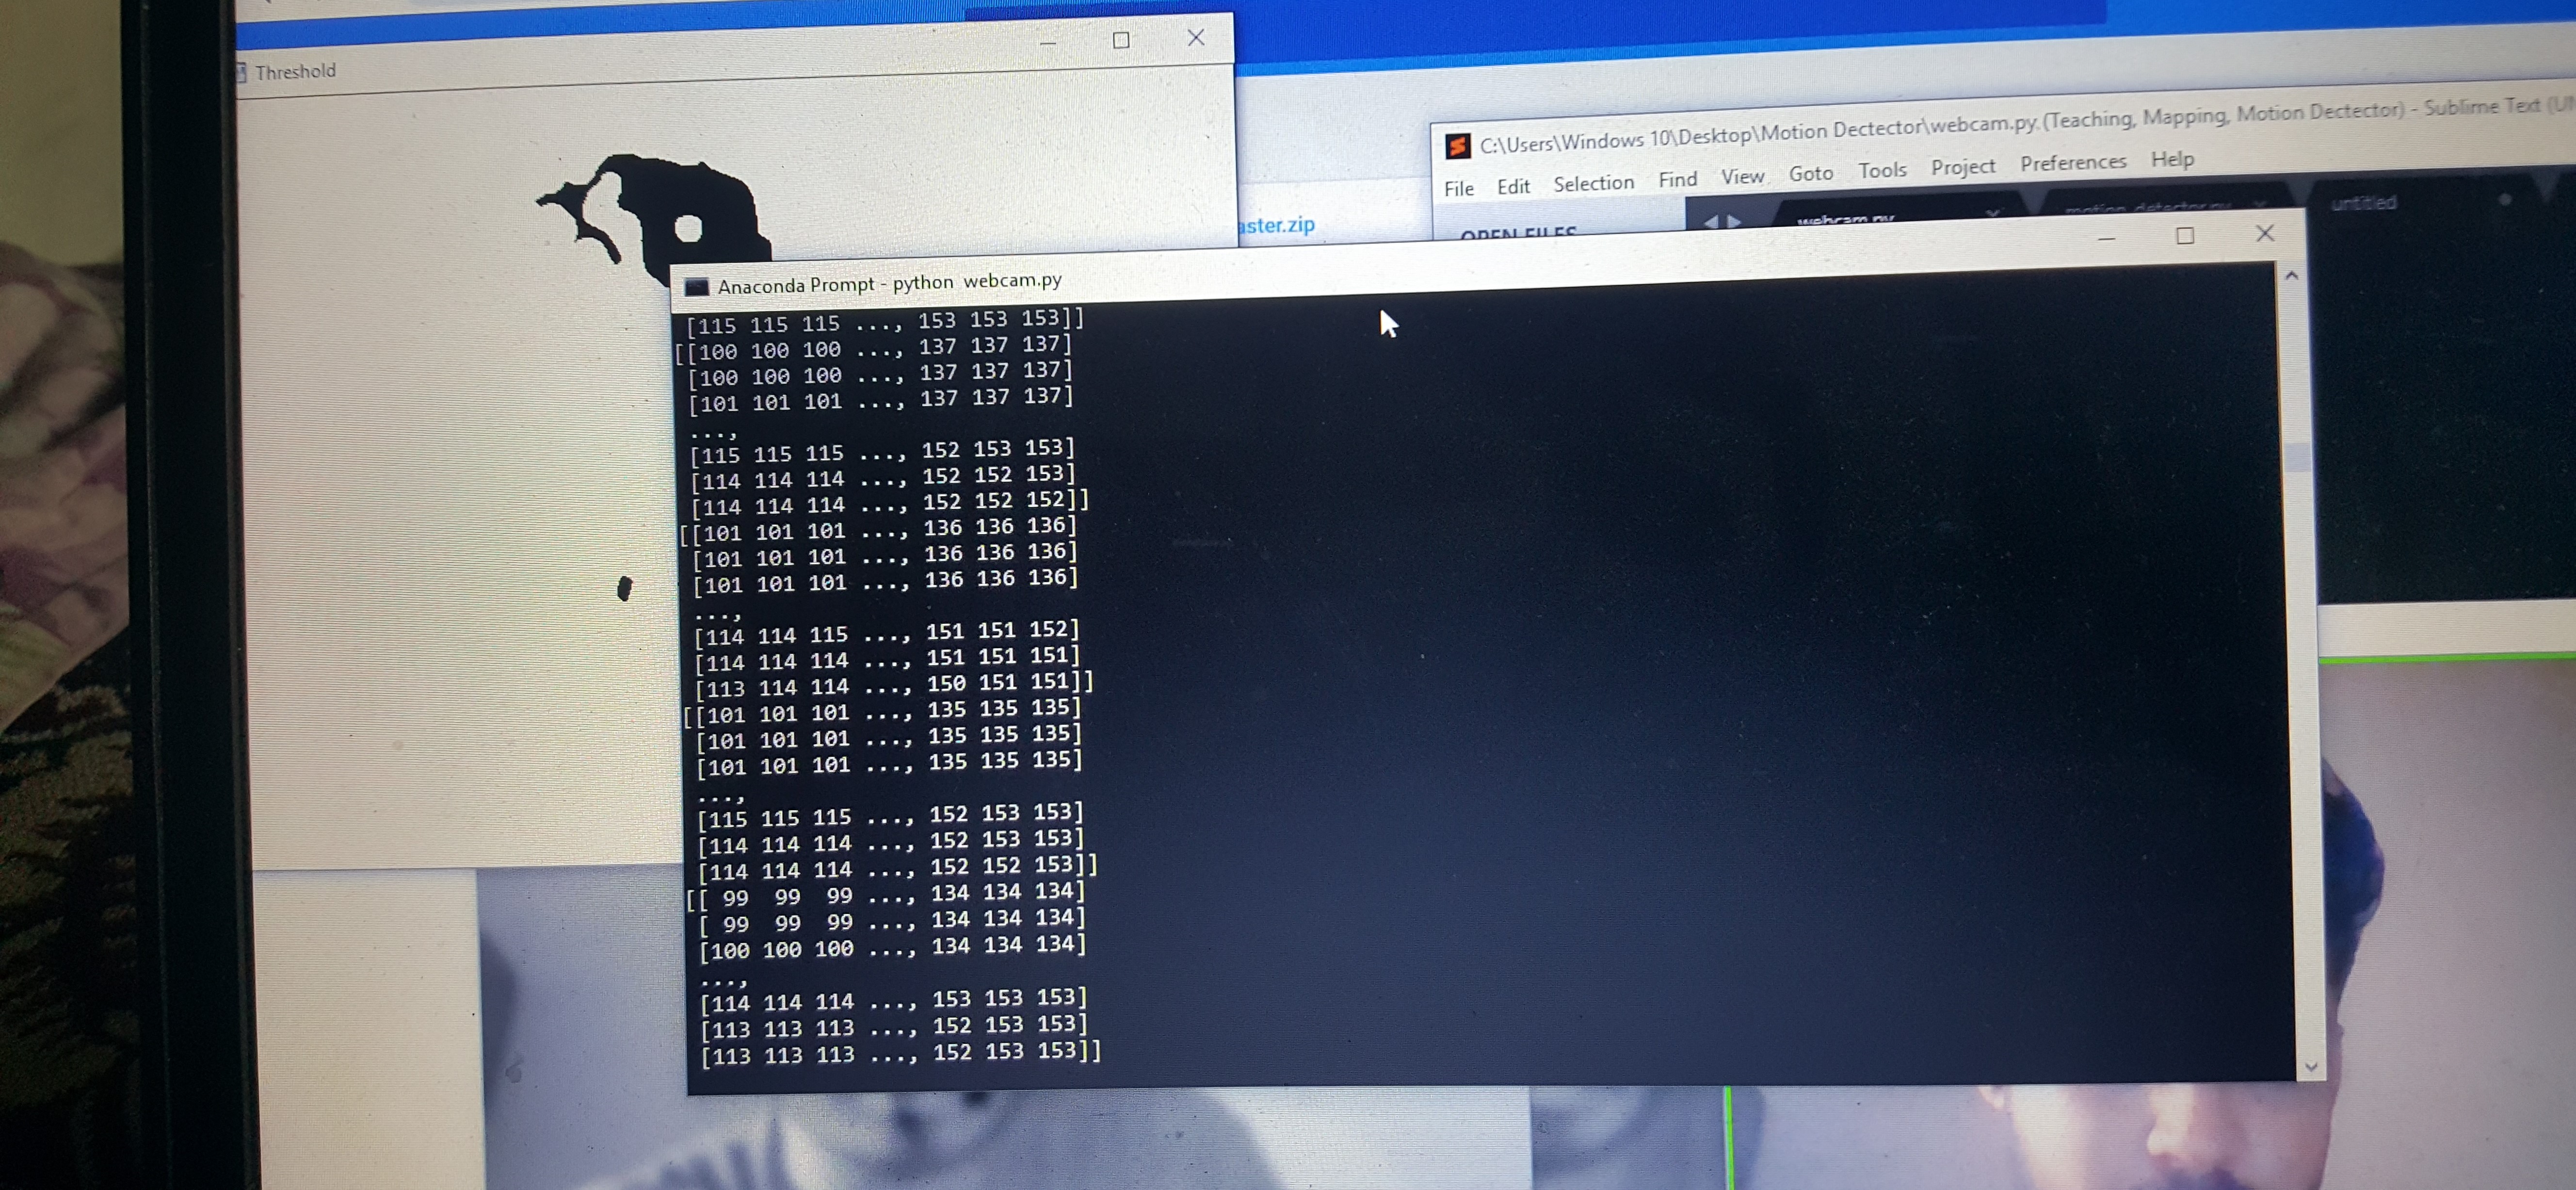 Threshold
C:\Users\Windows 10\Desktop\Motion Dectector\webcam.py (Teaching, Mapping, Motion Dectector) - Sublime Text (UN
File Edit Selection Find View Goto Tools Project Preferences Help
aster.zip
OPEN FILES
webcam.py motion_detector.py untitled
Anaconda Prompt - python webcam.py
[115 115 115 ..., 153 153 153]]
[[100 100 100 ..., 137 137 137]
[100 100 100 ..., 137 137 137]
[101 101 101 ..., 137 137 137]
...,
[115 115 115 ..., 152 153 153]
[114 114 114 ..., 152 152 153]
[114 114 114 ..., 152 152 152]]
[[101 101 101 ..., 136 136 136]
[101 101 101 ..., 136 136 136]
[101 101 101 ..., 136 136 136]
...,
[114 114 115 ..., 151 151 152]
[114 114 114 ..., 151 151 151]
[113 114 114 ..., 150 151 151]]
[[101 101 101 ..., 135 135 135]
[101 101 101 ..., 135 135 135]
[101 101 101 ..., 135 135 135]
...,
[115 115 115 ..., 152 153 153]
[114 114 114 ..., 152 153 153]
[114 114 114 ..., 152 152 153]]
[[ 99 99 99 ..., 134 134 134]
[ 99 99 99 ..., 134 134 134]
[100 100 100 ..., 134 134 134]
...,
[114 114 114 ..., 153 153 153]
[113 113 113 ..., 152 153 153]
[113 113 113 ..., 152 153 153]]